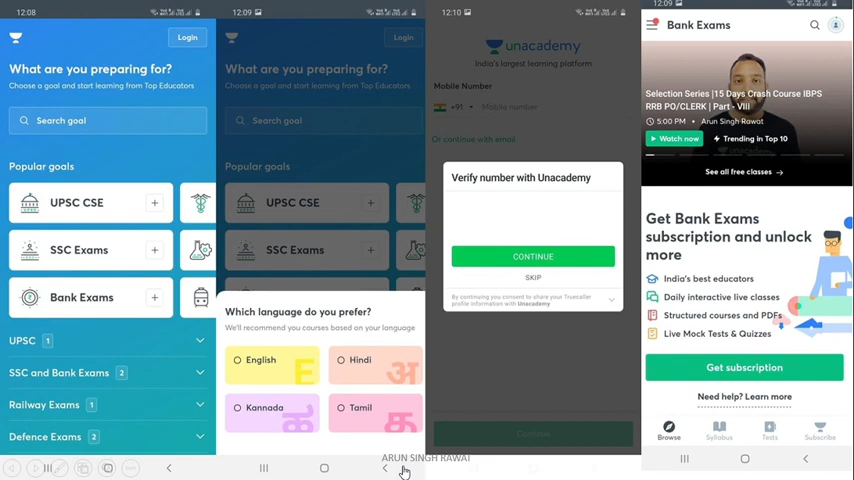 12:08
Login
What are you preparing for?
Choose a goal and start learning from Top Educators
Search goal
Popular goals
UPSC CSE
SSC Exams
Bank Exams
UPSC 1
SSC and Bank Exams 2
Railway Exams 1
Defence Exams 2
12:09
Login
What are you preparing for?
Choose a goal and start learning from Top Educators
Search goal
Popular goals
UPSC CSE
SSC Exams
Which language do you prefer?
We'll recommend you courses based on your language
English
E
Hindi
अ
Kannada
Tamil
த
12:10
unacademy
India's largest learning platform
Mobile Number
+91 Mobile number
Or continue with email
Verify number with Unacademy
CONTINUE
SKIP
By continuing you consent to share your Truecaller
profile information with Unacademy
Continue
ARUN SINGH RAWAT
12:09
Bank Exams
Selection Series |15 Days Crash Course IBPS
RRB PO/CLERK | Part - VIII
5:00 PM Arun Singh Rawat
Watch now Trending in Top 10
See all free classes
Get Bank Exams
subscription and unlock
more
India's best educators
Daily interactive live classes
Structured courses and PDFs
Live Mock Tests & Quizzes
Get subscription
Need help? Learn more
Browse Syllabus Tests Subscribe